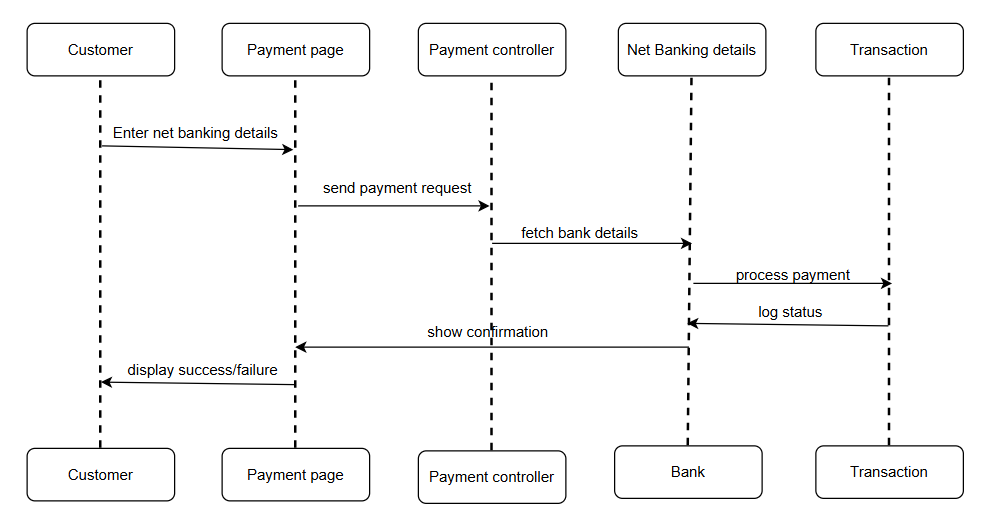 Customer
Payment page
Payment controller
Net Banking details
Transaction
Enter net banking details
send payment request
fetch bank details
process payment
log status
show confirmation
display success/failure
Customer
Payment page
Payment controller
Bank
Transaction